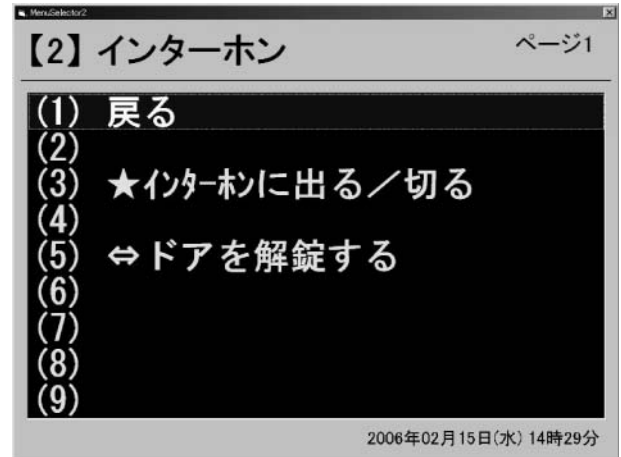 MenuSelector2
【2】インターホン
ページ1
(1) 戻る
(2)
(3) ★ｲﾝﾀｰﾎﾝに出る／切る
(4)
(5) ⇔ドアを解錠する
(6)
(7)
(8)
(9)
2006年02月15日(水) 14時29分